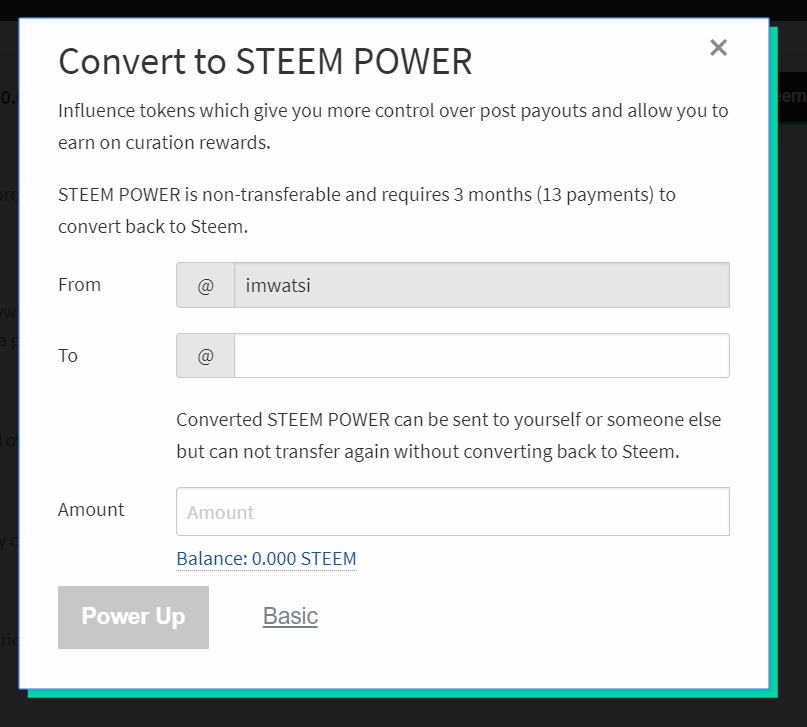 Convert to STEEM POWER
×
Influence tokens which give you more control over post payouts and allow you to
earn on curation rewards.
STEEM POWER is non-transferable and requires 3 months (13 payments) to
convert back to Steem.
From @ imwatsi
To @
Converted STEEM POWER can be sent to yourself or someone else
but can not transfer again without converting back to Steem.
Amount Amount
Balance: 0.000 STEEM
Power Up Basic